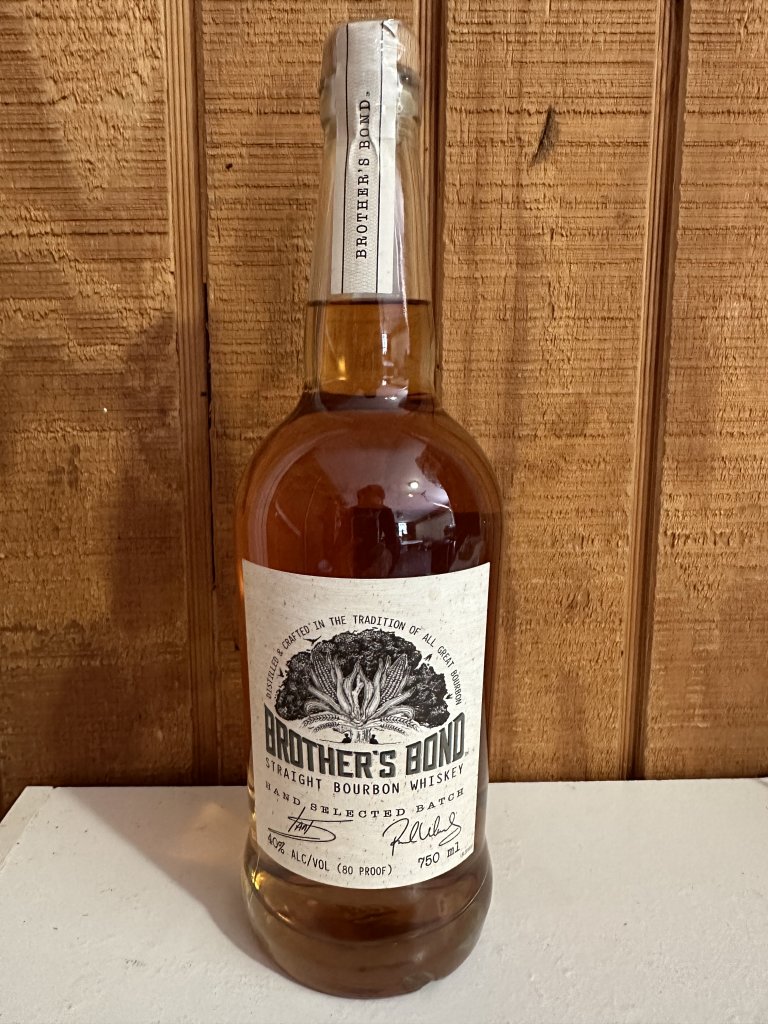 BROTHER'S BOND™
DISTILLED & CRAFTED IN THE TRADITION OF ALL GREAT BOURBON
BROTHER'S BOND
STRAIGHT BOURBON WHISKEY
HAND SELECTED BATCH
40% ALC/VOL (80 PROOF) 750 ml